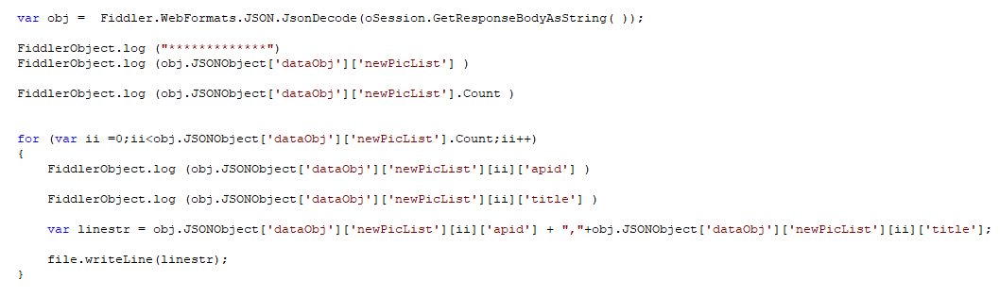 var obj =  Fiddler.WebFormats.JSON.JsonDecode(oSession.GetResponseBodyAsString( ));
FiddlerObject.log ("*************")
FiddlerObject.log (obj.JSONObject['dataObj']['newPicList'] )
FiddlerObject.log (obj.JSONObject['dataObj']['newPicList'].Count )
for (var ii =0;ii<obj.JSONObject['dataObj']['newPicList'].Count;ii++)
{
    FiddlerObject.log (obj.JSONObject['dataObj']['newPicList'][ii]['apid'] )
    FiddlerObject.log (obj.JSONObject['dataObj']['newPicList'][ii]['title'] )
    var linestr = obj.JSONObject['dataObj']['newPicList'][ii]['apid'] + ","+obj.JSONObject['dataObj']['newPicList'][ii]['title'];
    file.writeLine(linestr);
}